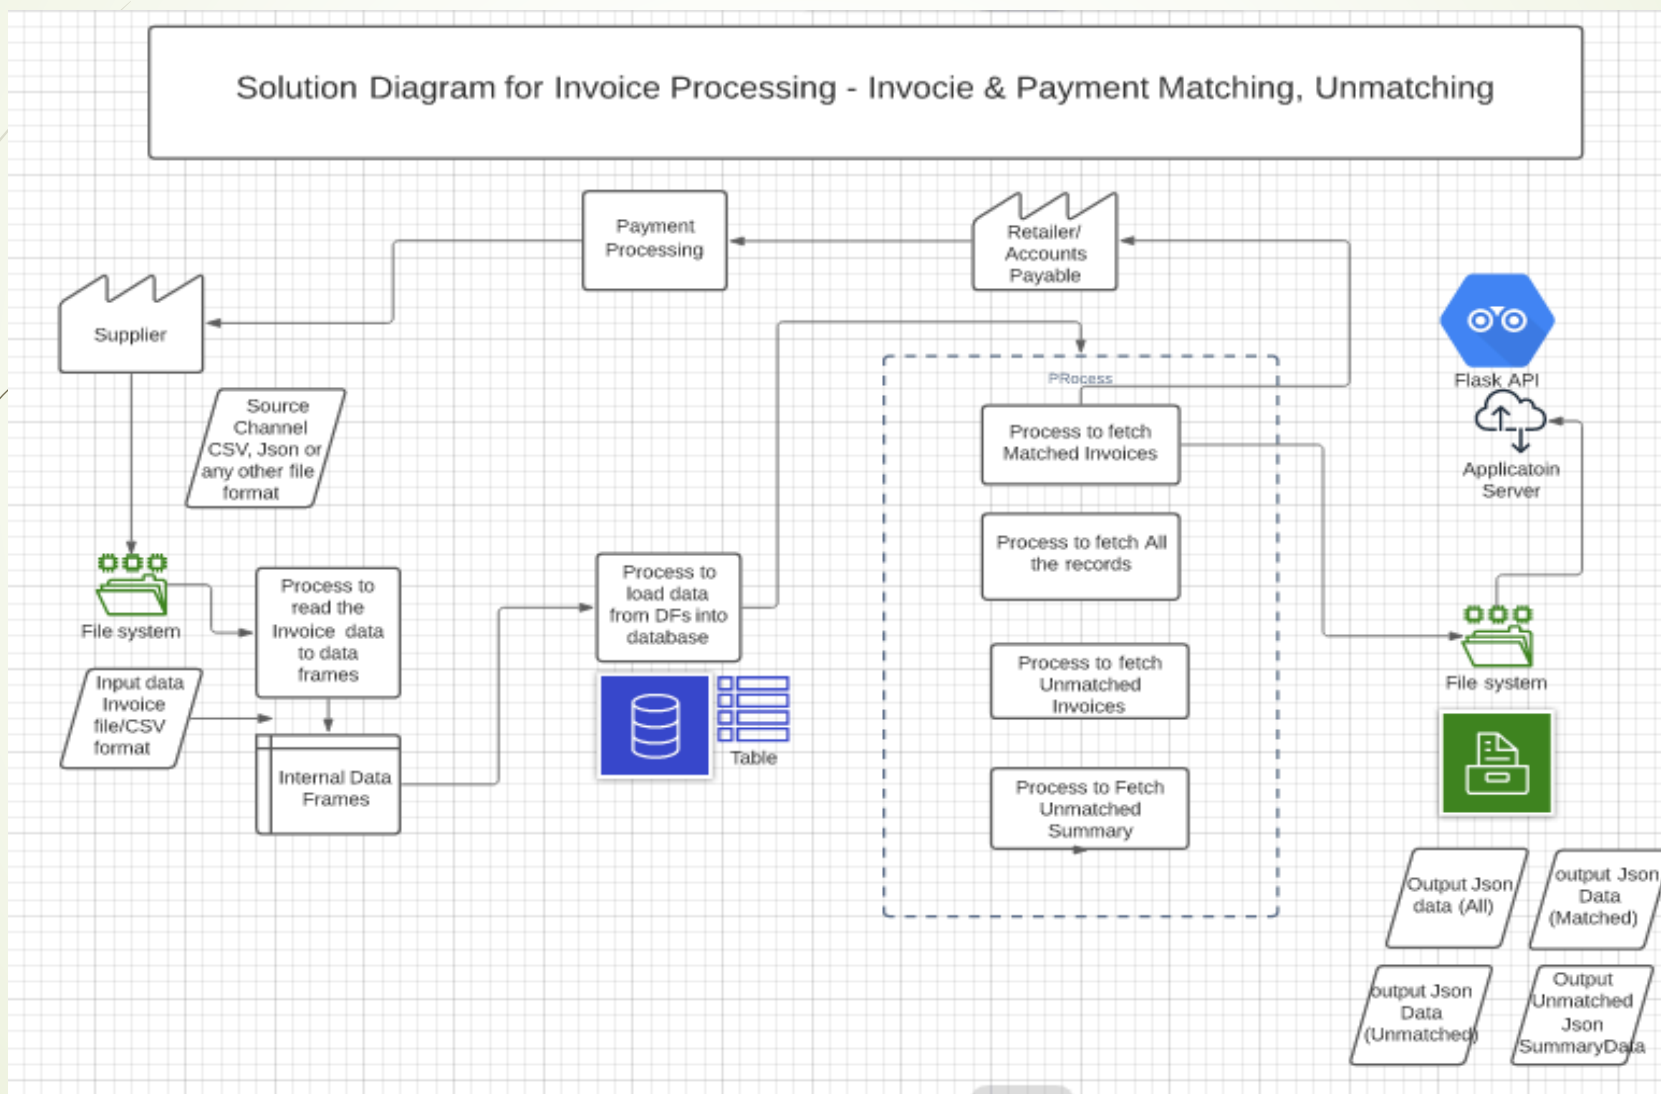 Solution Diagram for Invoice Processing - Invocie & Payment Matching, Unmatching
Payment
Processing
Retailer/
Accounts
Payable
Supplier
Flask API
PRocess
Source
Channel
CSV, Json or
any other file
format
Process to fetch
Matched Invoices
Applicatoin
Server
Process to fetch All
the records
File system
Process to
read the
Invoice data
to data
frames
Process to
load data
from DFs into
database
Process to fetch
Unmatched
Invoices
File system
Input data
Invoice
file/CSV
format
Table
Internal Data
Frames
Process to Fetch
Unmatched
Summary
Output Json
data (All)
output Json
Data
(Matched)
output Json
Data
(Unmatched)
Output
Unmatched
Json
SummaryData